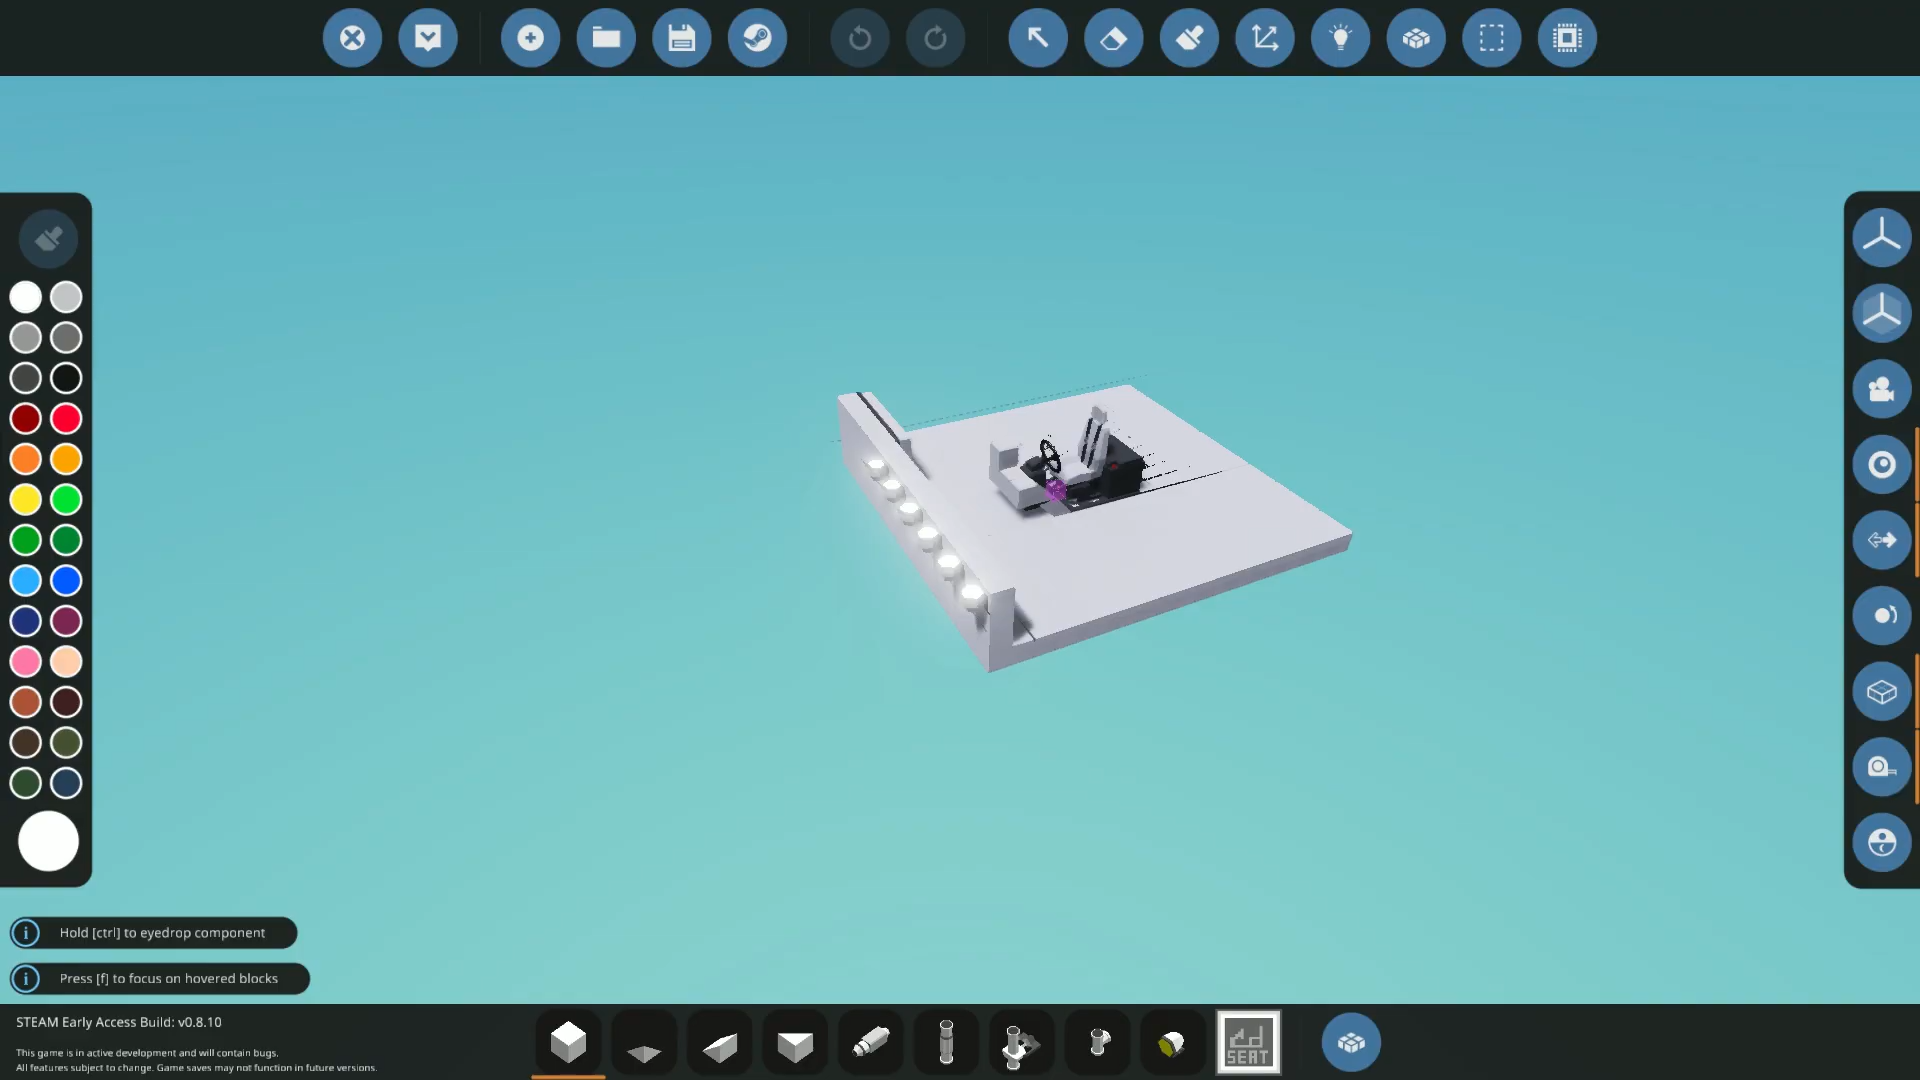 Hold [ctrl] to eyedrop component
Press [f] to focus on hovered blocks
STEAM Early Access Build: v0.8.10
This game is in active development and will contain bugs.
All features subject to change. Game saves may not function in future versions.
SEAT